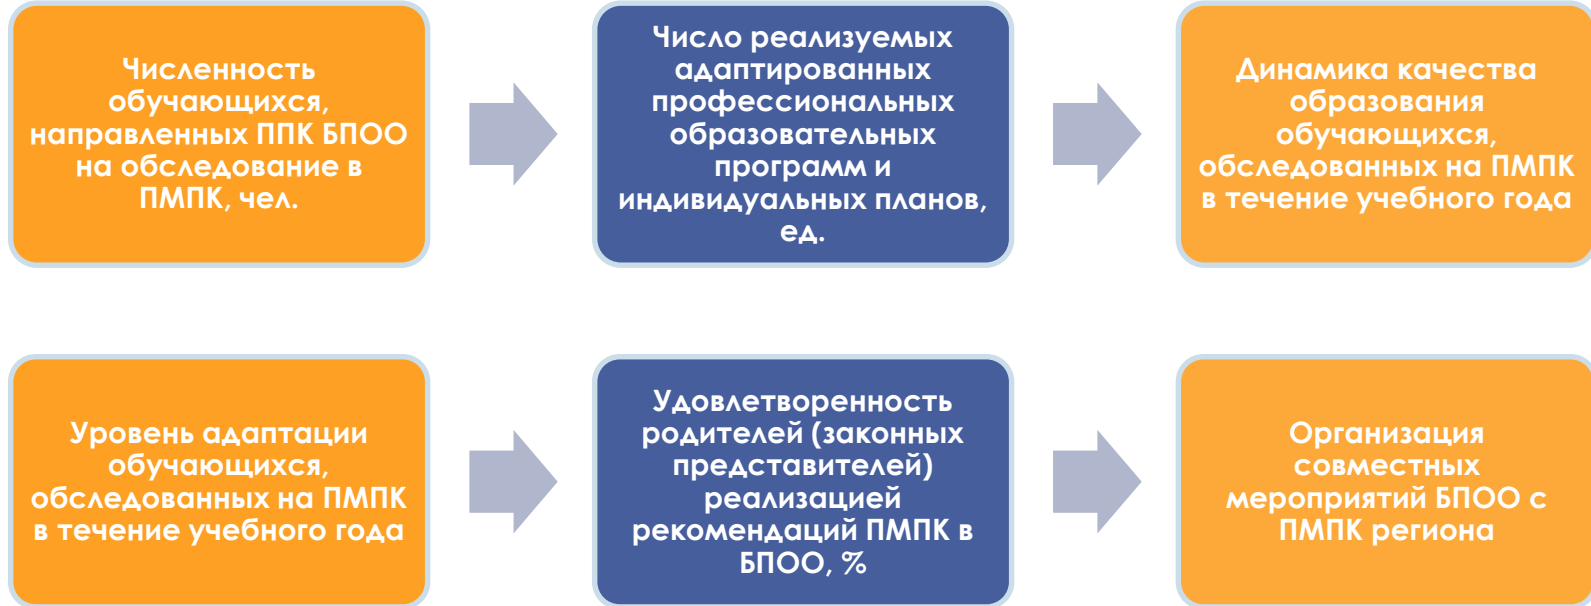 Численность
обучающихся,
направленных ППК БПОО
на обследование в
ПМПК, чел.
Число реализуемых
адаптированных
профессиональных
образовательных
программ и
индивидуальных планов,
ед.
Динамика качества
образования
обучающихся,
обследованных на ПМПК
в течение учебного года
Уровень адаптации
обучающихся,
обследованных на ПМПК
в течение учебного года
Удовлетворенность
родителей (законных
представителей)
реализацией
рекомендаций ПМПК в
БПОО, %
Организация
совместных
мероприятий БПОО с
ПМПК региона